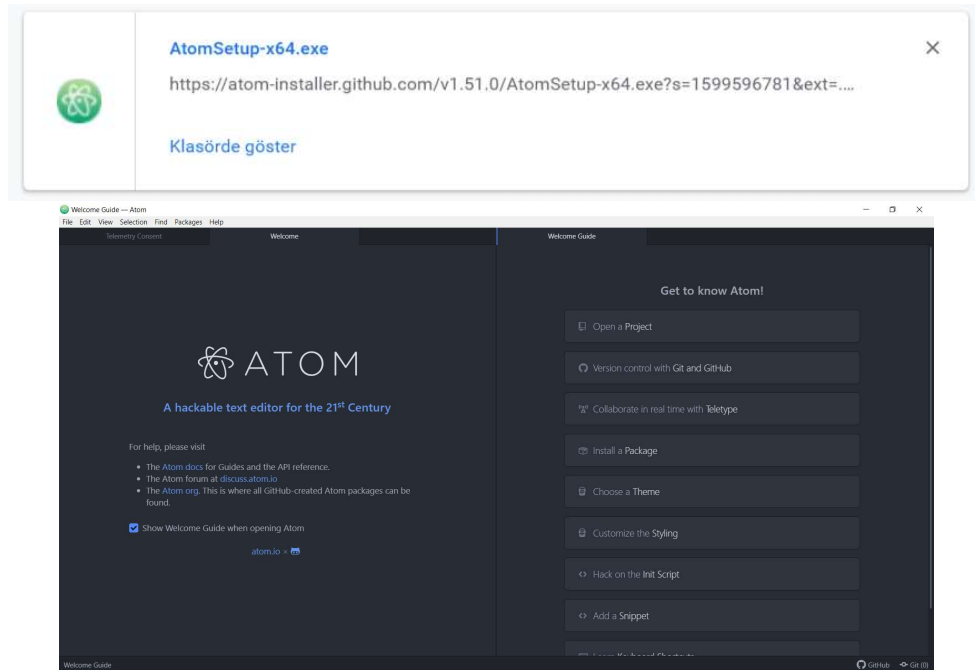 AtomSetup-x64.exe
https://atom-installer.github.com/v1.51.0/AtomSetup-x64.exe?s=1599596781&ext=....
Klasörde göster
Welcome Guide — Atom
File Edit View Selection Find Packages Help
Telemetry Consent Welcome
ATOM
A hackable text editor for the 21st Century
For help, please visit
• The Atom docs for Guides and the API reference.
• The Atom forum at discuss.atom.io
• The Atom org. This is where all GitHub-created Atom packages can be
found.
Show Welcome Guide when opening Atom
atom.io ×
Welcome Guide
Get to know Atom!
Open a Project
Version control with Git and GitHub
Collaborate in real time with Teletype
Install a Package
Choose a Theme
Customize the Styling
Hack on the Init Script
Add a Snippet
Learn Keyboard Shortcuts
Welcome Guide
GitHub Git (0)